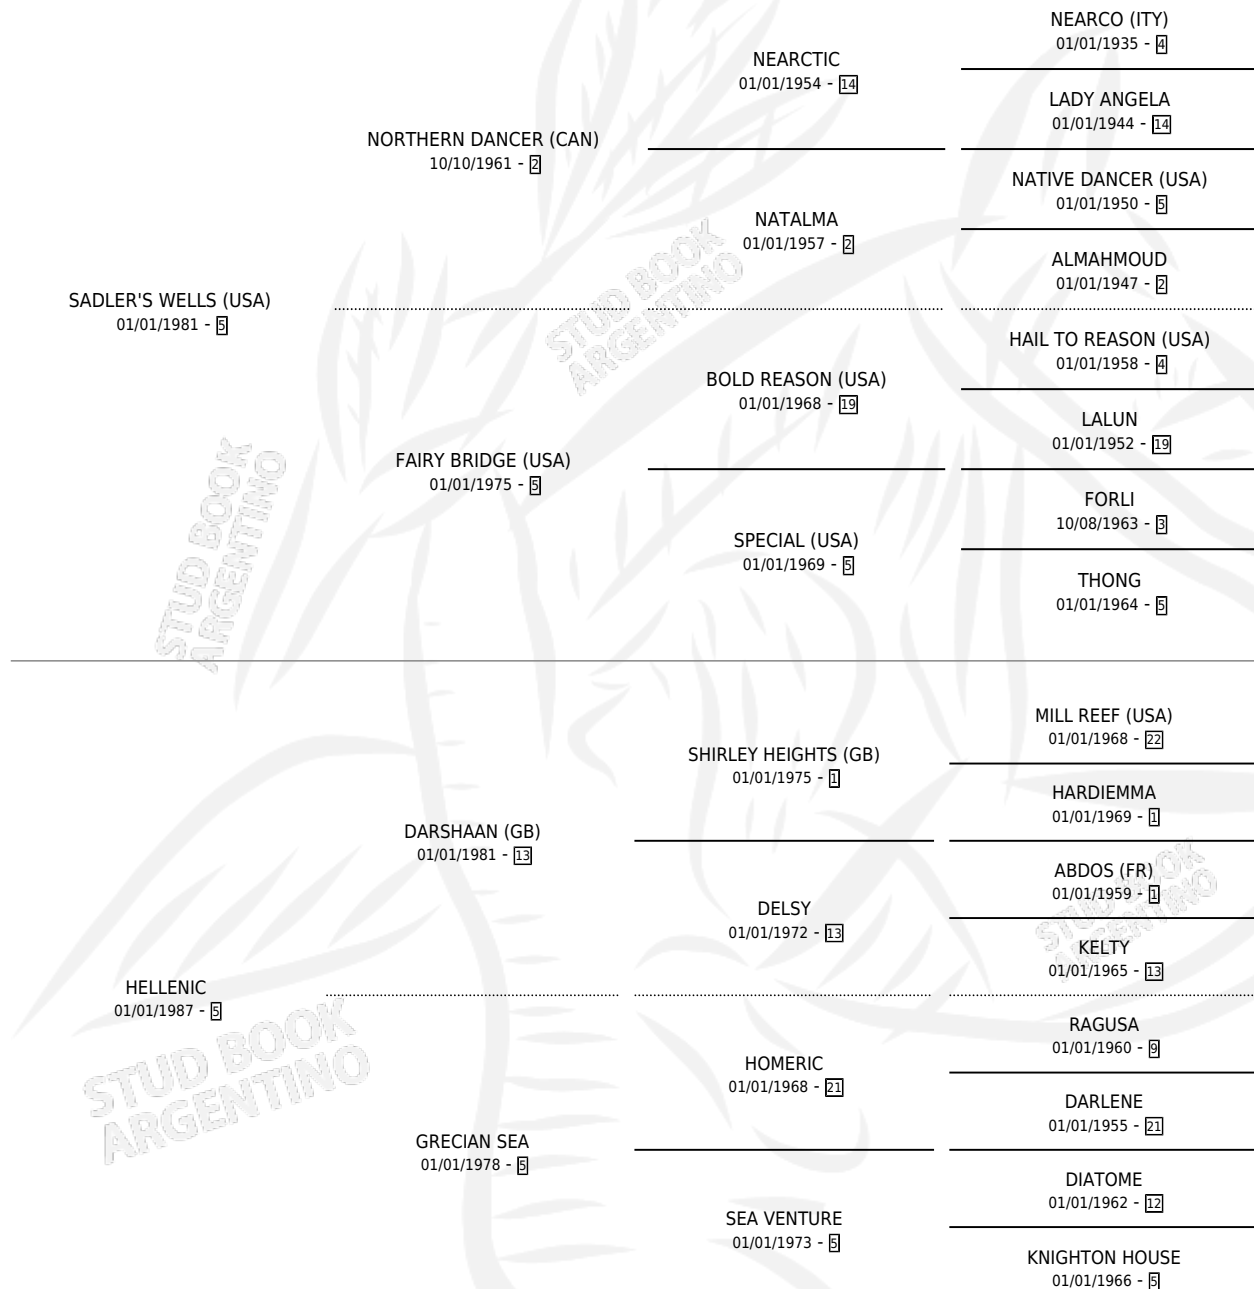 NEARCO (ITY)
01/01/1935 - 4
NEARCTIC
01/01/1954 - 14
LADY ANGELA
01/01/1944 - 14
NORTHERN DANCER (CAN)
10/10/1961 - 2
NATIVE DANCER (USA)
01/01/1950 - 5
NATALMA
01/01/1957 - 2
ALMAHMOUD
01/01/1947 - 2
SADLER'S WELLS (USA)
01/01/1981 - 5
STUD BOOK
ARGENTINO
HAIL TO REASON (USA)
01/01/1958 - 4
BOLD REASON (USA)
01/01/1968 - 19
LALUN
01/01/1952 - 19
FAIRY BRIDGE (USA)
01/01/1975 - 5
STUD BOOK
ARGENTINO
FORLI
10/08/1963 - 3
SPECIAL (USA)
01/01/1969 - 5
THONG
01/01/1964 - 5
MILL REEF (USA)
01/01/1968 - 22
SHIRLEY HEIGHTS (GB)
01/01/1975 - 1
HARDIEMMA
01/01/1969 - 1
DARSHAAN (GB)
01/01/1981 - 13
ABDOS (FR)
01/01/1959 - 1
STUD BOOK
ARGENTINO
DELSY
01/01/1972 - 13
KELTY
01/01/1965 - 13
HELLENIC
01/01/1987 - 5
STUD BOOK
ARGENTINO
RAGUSA
01/01/1960 - 9
HOMERIC
01/01/1968 - 21
DARLENE
01/01/1955 - 21
GRECIAN SEA
01/01/1978 - 5
DIATOME
01/01/1962 - 12
SEA VENTURE
01/01/1973 - 5
KNIGHTON HOUSE
01/01/1966 - 5